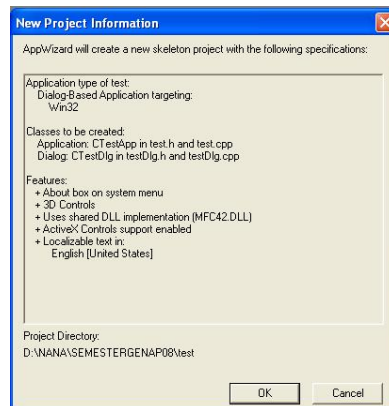 New Project Information
AppWizard will create a new skeleton project with the following specifications:
Application type of test:
Dialog-Based Application targeting:
Win32
Classes to be created:
Application: CTestApp in test.h and test.cpp
Dialog: CTestDlg in testDlg.h and testDlg.cpp
Features:
+ About box on system menu
+ 3D Controls
+ Uses shared DLL implementation (MFC42.DLL)
+ ActiveX Controls support enabled
+ Localizable text in:
English [United States]
Project Directory:
D:\NANA\SEMESTERGENAP08\test
OK
Cancel